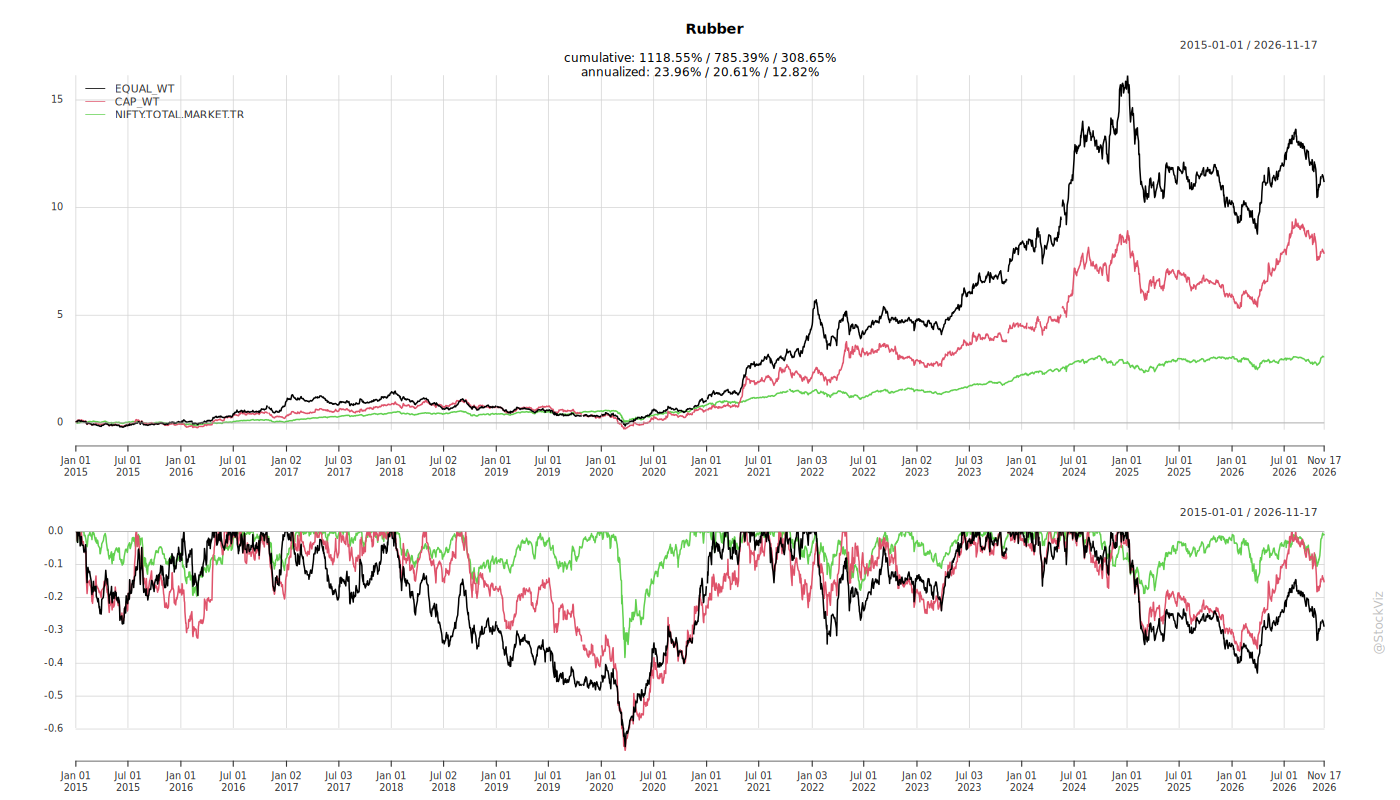 Rubber
2015-01-01 / 2026-11-17
cumulative: 1118.55% / 785.39% / 308.65%
annualized: 23.96% / 20.61% / 12.82%
EQUAL_WT
CAP_WT
NIFTY.TOTAL.MARKET.TR
15
10
5
0
Jan 01 Jul 01 Jan 01 Jul 01 Jan 02 Jul 03 Jan 01 Jul 02 Jan 01 Jul 01 Jan 01 Jul 01 Jan 01 Jul 01 Jan 03 Jul 01 Jan 02 Jul 03 Jan 01 Jul 01 Jan 01 Jul 01 Jan 01 Jul 01 Nov 17
2015 2015 2016 2016 2017 2017 2018 2018 2019 2019 2020 2020 2021 2021 2022 2022 2023 2023 2024 2024 2025 2025 2026 2026 2026
2015-01-01 / 2026-11-17
0.0
-0.1
-0.2
-0.3
-0.4
-0.5
-0.6
Jan 01 Jul 01 Jan 01 Jul 01 Jan 02 Jul 03 Jan 01 Jul 02 Jan 01 Jul 01 Jan 01 Jul 01 Jan 01 Jul 01 Jan 03 Jul 01 Jan 02 Jul 03 Jan 01 Jul 01 Jan 01 Jul 01 Jan 01 Jul 01 Nov 17
2015 2015 2016 2016 2017 2017 2018 2018 2019 2019 2020 2020 2021 2021 2022 2022 2023 2023 2024 2024 2025 2025 2026 2026 2026
@StockViz